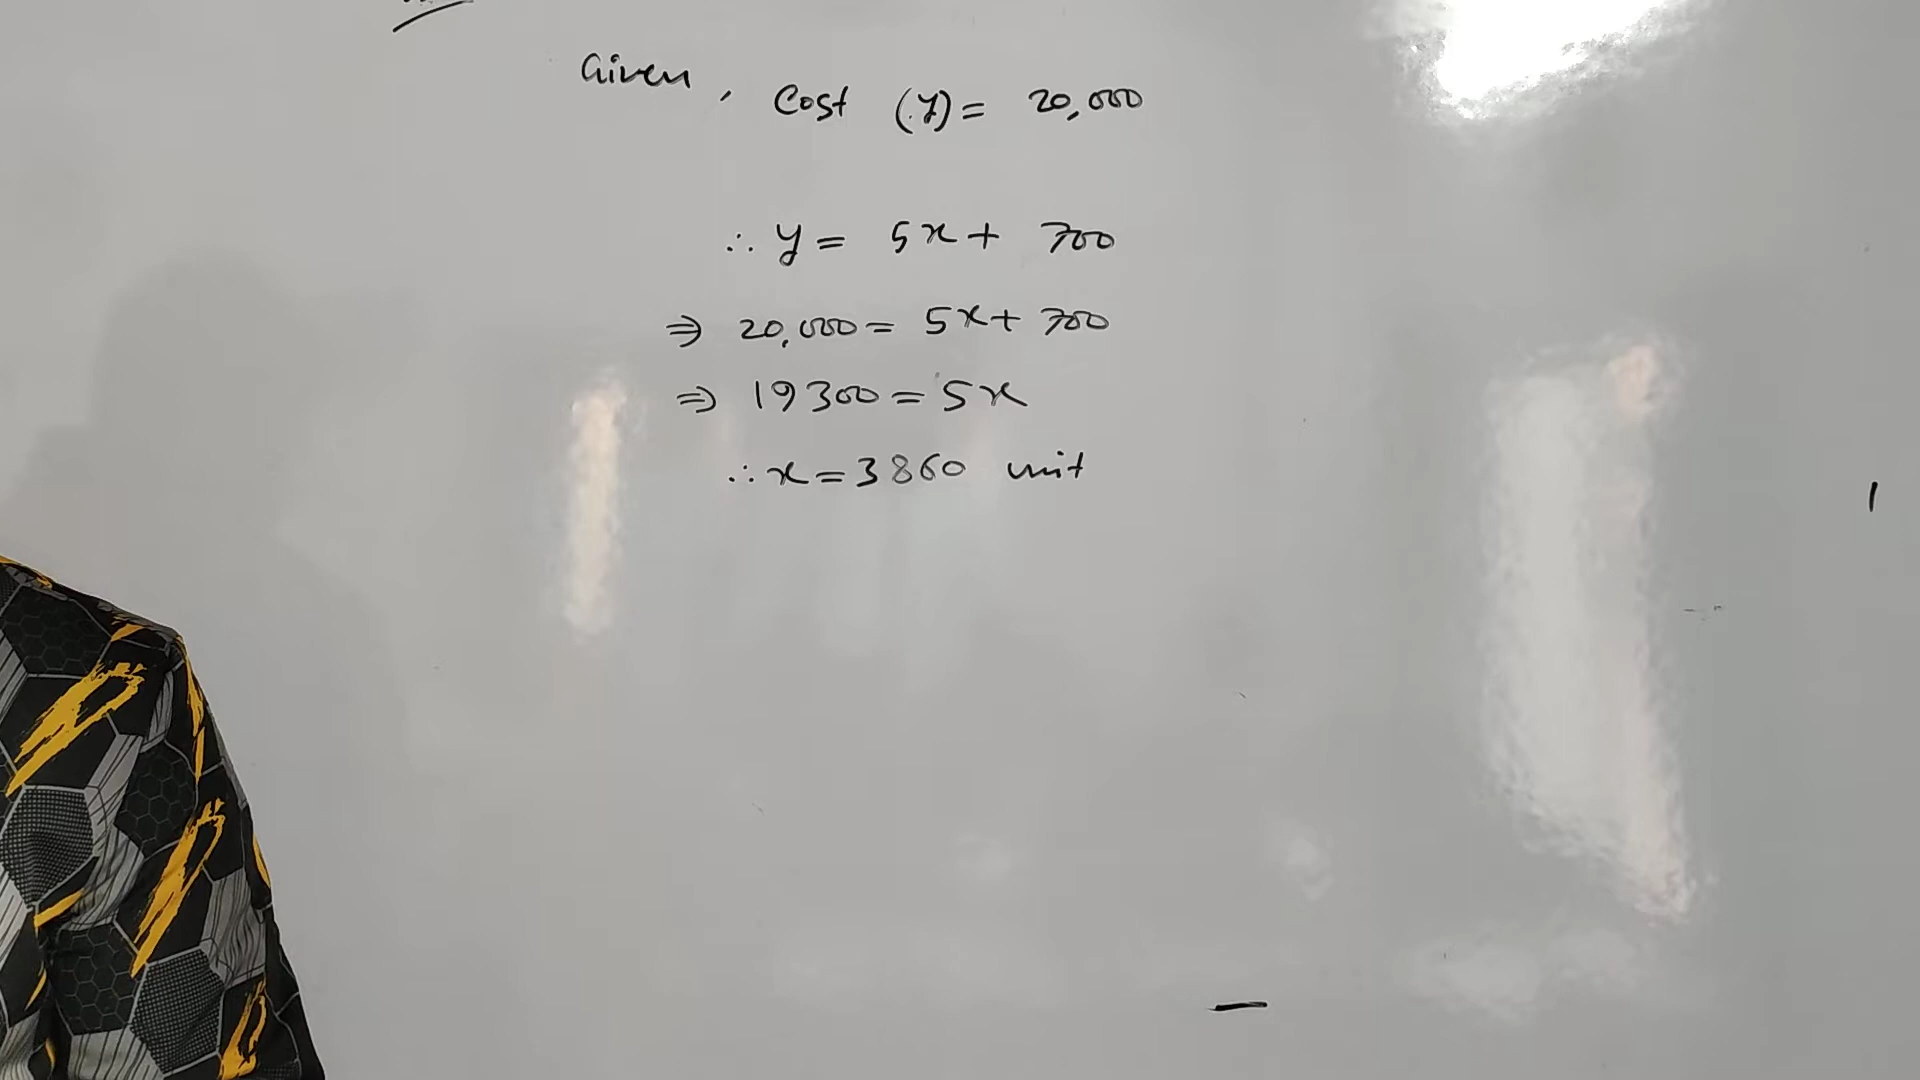 Given, Cost (y) = 20,000
∴ y = 5x + 700
⇒ 20,000 = 5x + 700
⇒ 19300 = 5x
∴ x = 3860 unit